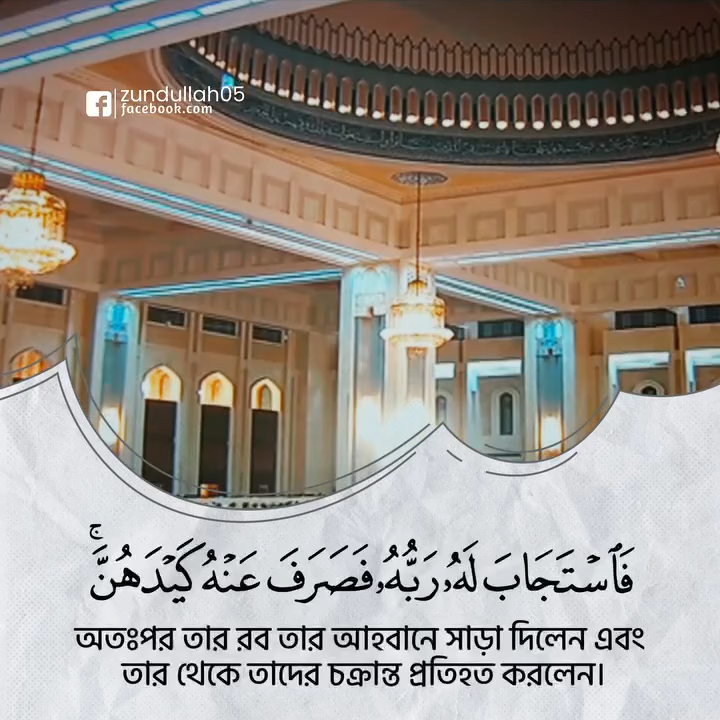 zundullah05
facebook.com
فَٱسۡتَجَابَ لَهُۥ رَبُّهُۥ فَصَرَفَ عَنۡهُ كَيۡدَهُنَّۚ
অতঃপর তার রব তার আহবানে সাড়া দিলেন এবং
তার থেকে তাদের চক্রান্ত প্রতিহত করলেন।